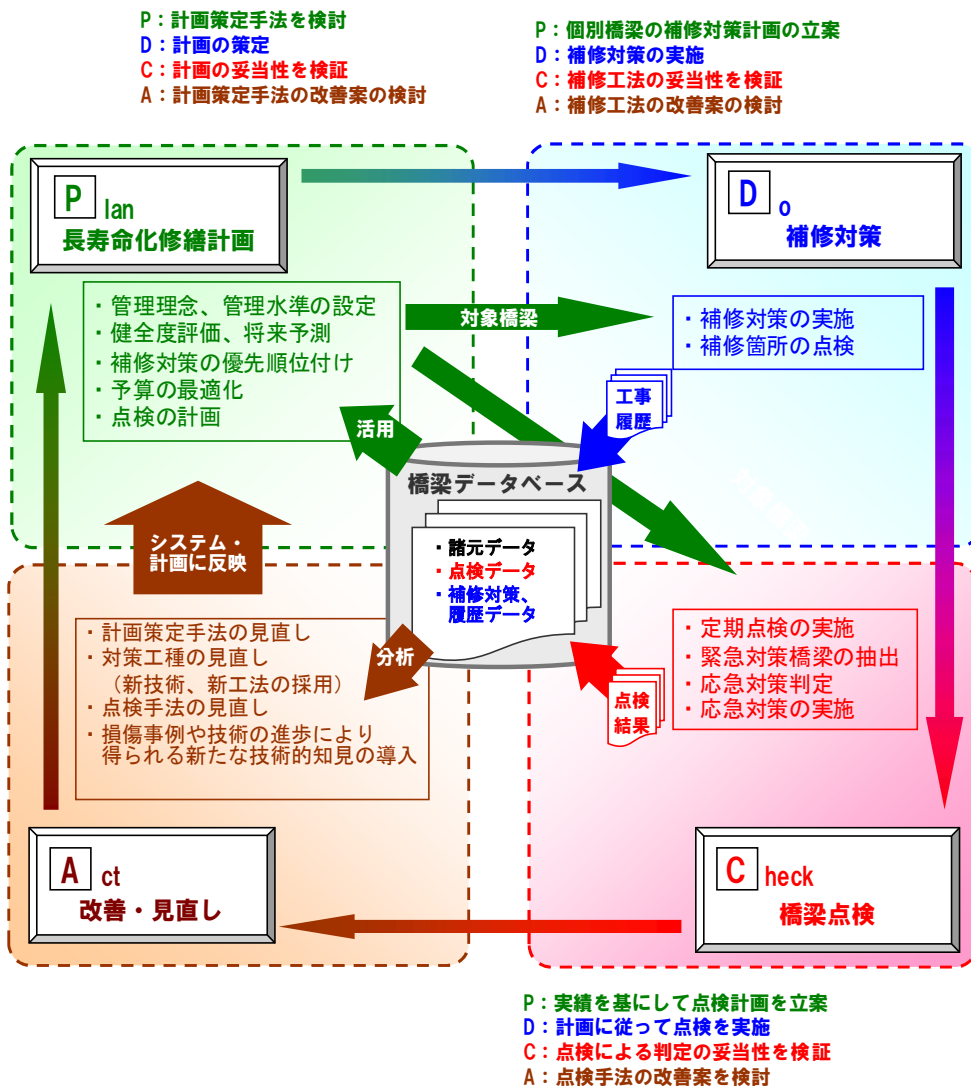 P：計画策定手法を検討
D：計画の策定
C：計画の妥当性を検証
A：計画策定手法の改善案の検討
P：個別橋梁の補修対策計画の立案
D：補修対策の実施
C：補修工法の妥当性を検証
A：補修工法の改善案の検討
P lan
長寿命化修繕計画
D o
補修対策
・管理理念、管理水準の設定
・健全度評価、将来予測
・補修対策の優先順位付け
・予算の最適化
・点検の計画
対象橋梁
・補修対策の実施
・補修箇所の点検
工事
履歴
活用
橋梁データベース
・諸元データ
・点検データ
・補修対策、
履歴データ
対象橋梁
システム・
計画に反映
分析
点検
結果
・計画策定手法の見直し
・対策工種の見直し
（新技術、新工法の採用）
・点検手法の見直し
・損傷事例や技術の進歩により
得られる新たな技術的知見の導入
・定期点検の実施
・緊急対策橋梁の抽出
・応急対策判定
・応急対策の実施
A ct
改善・見直し
C heck
橋梁点検
P：実績を基にして点検計画を立案
D：計画に従って点検を実施
C：点検による判定の妥当性を検証
A：点検手法の改善案を検討